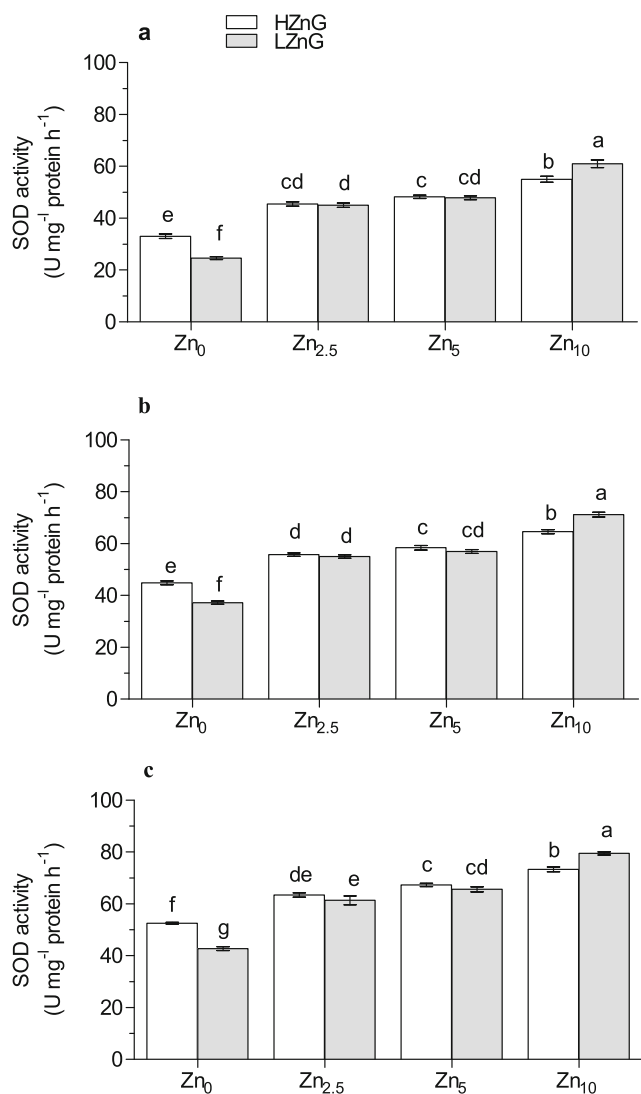 a
HZnG
LZnG
SOD activity
(U mg⁻¹ protein h⁻¹)
100
80
60
40
20
0
e f cd d c cd b a
Zn₀ Zn₂.₅ Zn₅ Zn₁₀
b
SOD activity
(U mg⁻¹ protein h⁻¹)
100
80
60
40
20
0
e f d d c cd b a
Zn₀ Zn₂.₅ Zn₅ Zn₁₀
c
SOD activity
(U mg⁻¹ protein h⁻¹)
100
80
60
40
20
0
f g de e c cd b a
Zn₀ Zn₂.₅ Zn₅ Zn₁₀